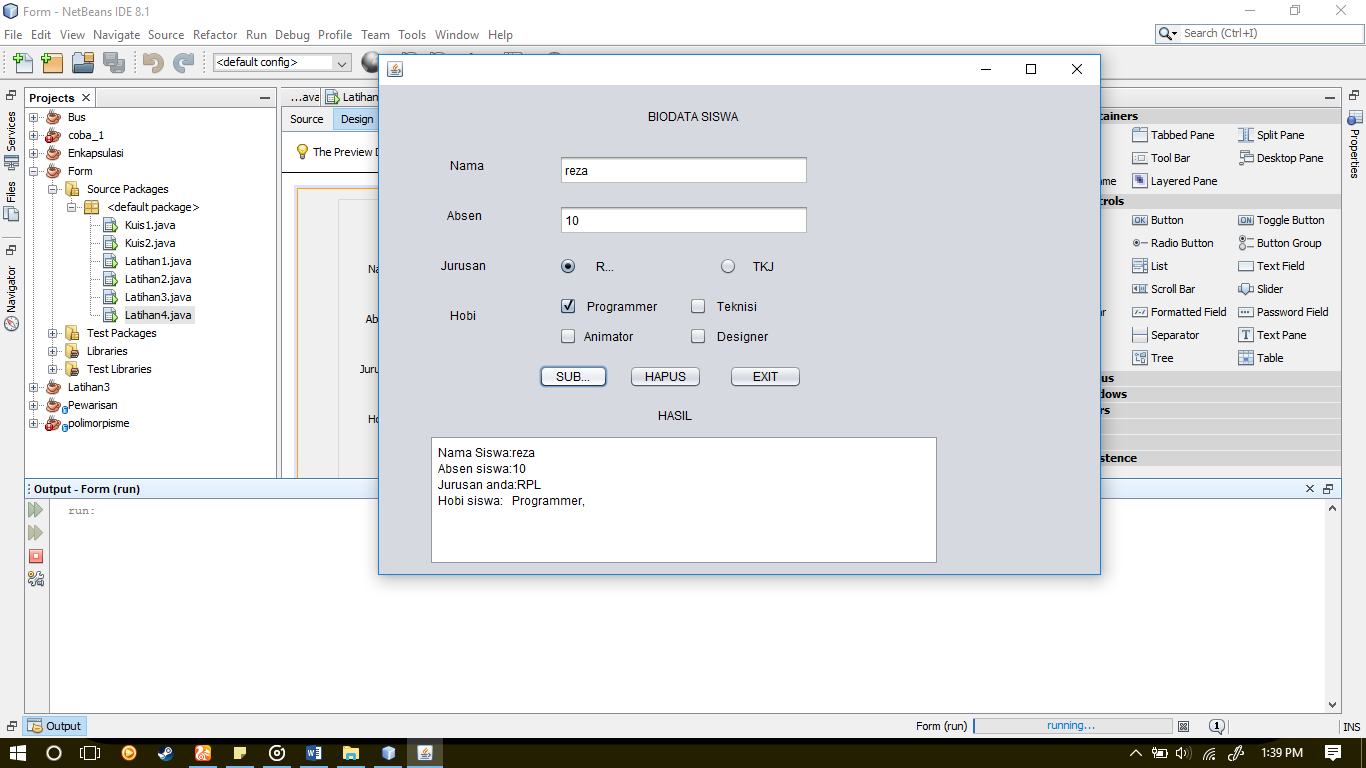 Form - NetBeans IDE 8.1
File Edit View Navigate Source Refactor Run Debug Profile Team Tools Window Help
Search (Ctrl+I)
<default config>
Projects
Services
Files
Navigator
Bus
coba_1
Enkapsulasi
Form
Source Packages
<default package>
Kuis1.java
Kuis2.java
Latihan1.java
Latihan2.java
Latihan3.java
Latihan4.java
Test Packages
Libraries
Test Libraries
Latihan3
Pewarisan
polimorpisme
...ava Latihan
Source Design
The Preview D
Na
Ab
Juru
Ho
BIODATA SISWA
Nama reza
Absen 10
Jurusan R... TKJ
Hobi Programmer Teknisi
Animator Designer
SUB... HAPUS EXIT
HASIL
Nama Siswa:reza
Absen siswa:10
Jurusan anda:RPL
Hobi siswa: Programmer,
tainers
Tabbed Pane Split Pane
Tool Bar Desktop Pane
me Layered Pane
rols
Button Toggle Button
Radio Button Button Group
List Text Field
Scroll Bar Slider
ar Formatted Field Password Field
Separator Text Pane
Tree Table
us
dows
rs
stence
Properties
Output - Form (run)
run:
Output
Form (run) running... 1 INS
1:39 PM